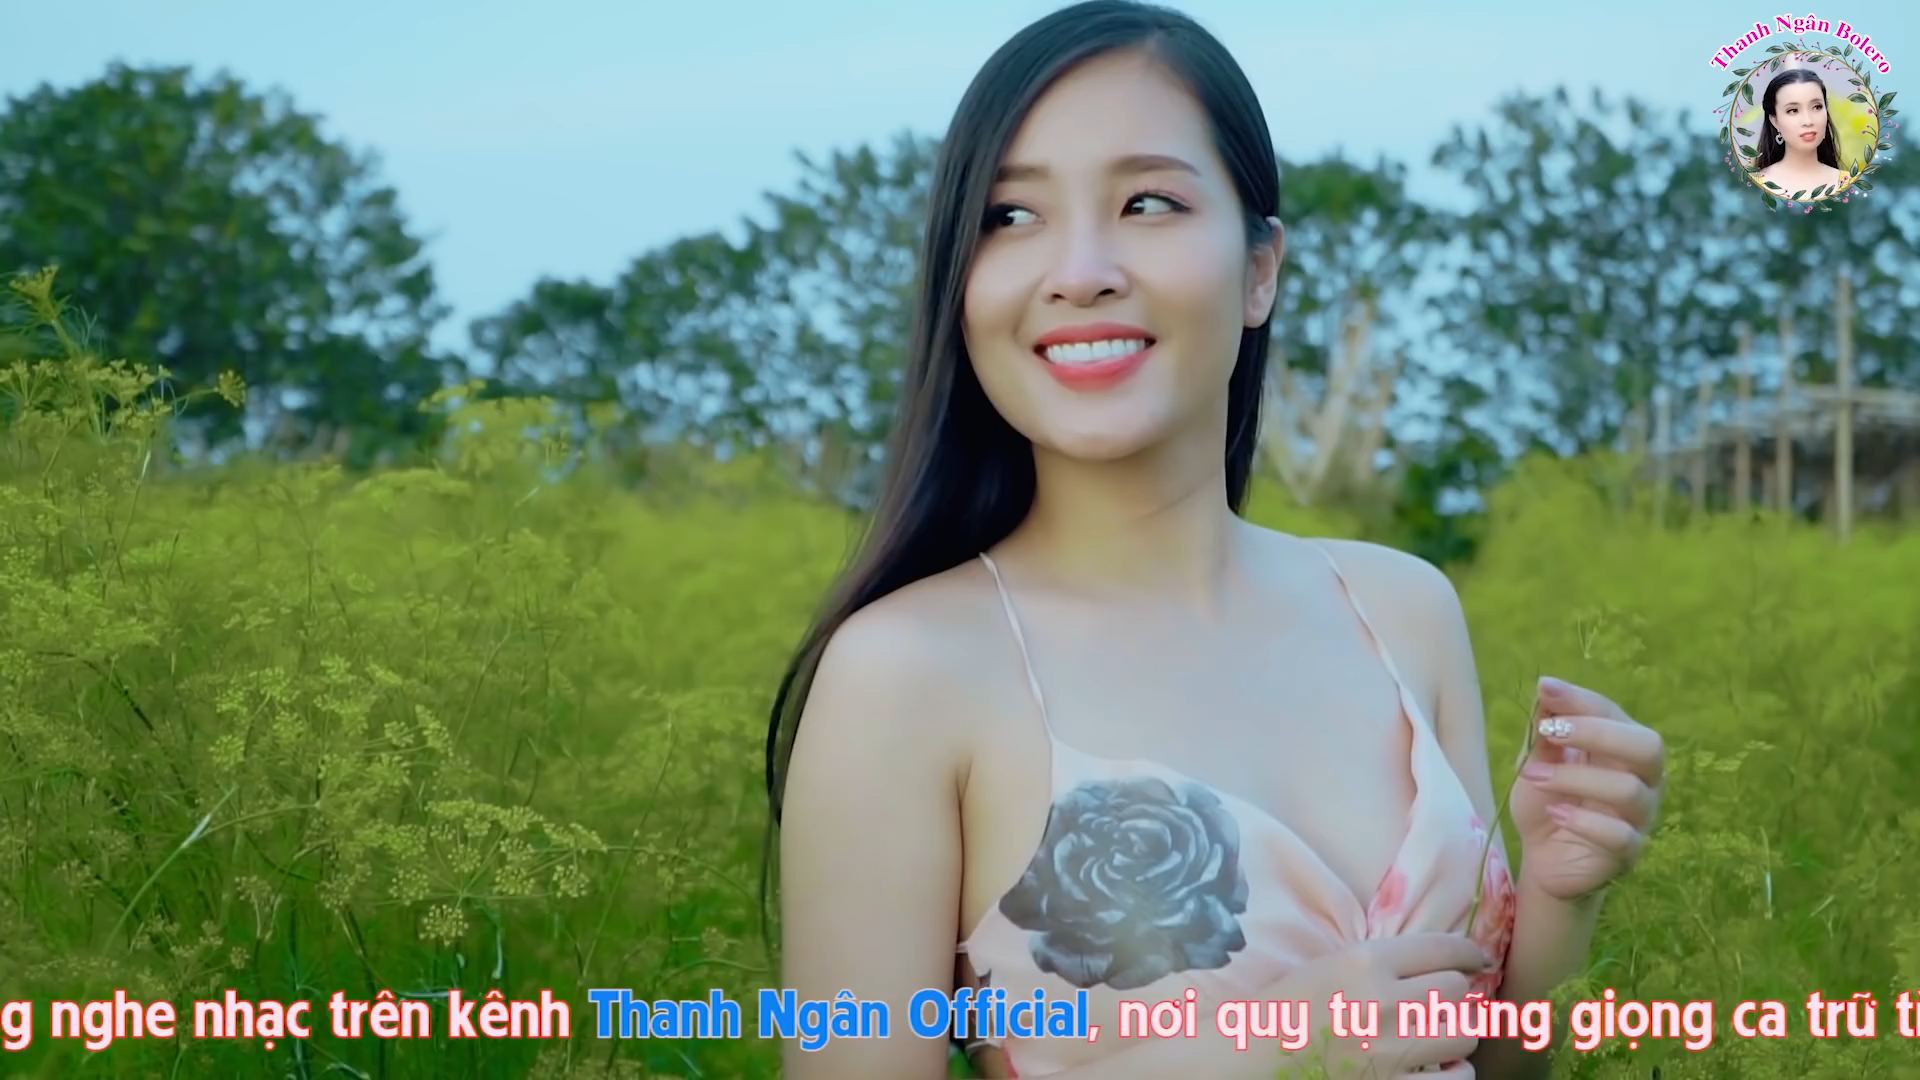 Thanh Ngân Bolero
g nghe nhạc trên kênh Thanh Ngân Official, nơi quy tụ những giọng ca trữ t